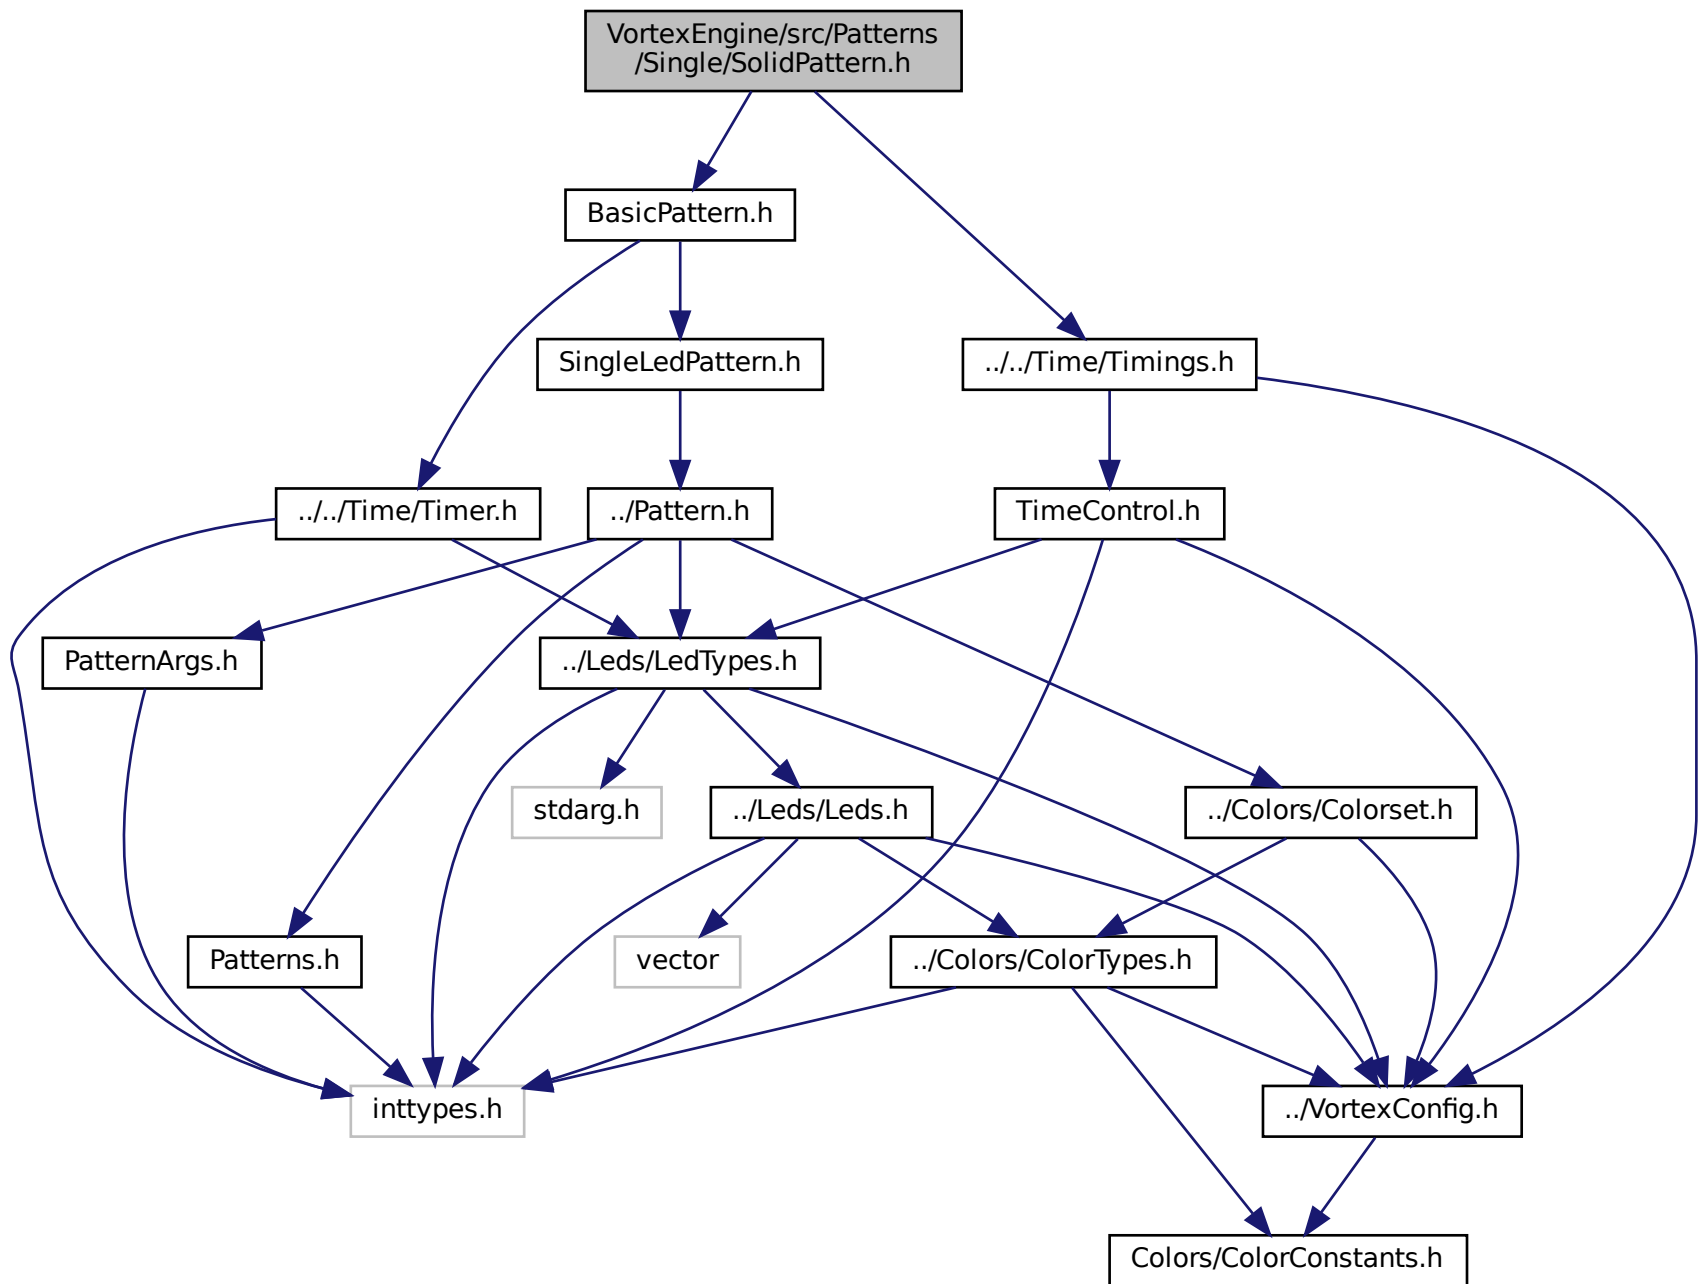 VortexEngine/src/Patterns
/Single/SolidPattern.h
BasicPattern.h
SingleLedPattern.h
../../Time/Timings.h
../../Time/Timer.h
../Pattern.h
TimeControl.h
PatternArgs.h
../Leds/LedTypes.h
stdarg.h
../Leds/Leds.h
../Colors/Colorset.h
Patterns.h
vector
../Colors/ColorTypes.h
inttypes.h
../VortexConfig.h
Colors/ColorConstants.h